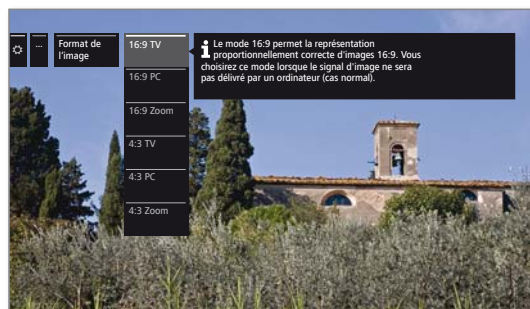 ...
Format de
l'image
16:9 TV
16:9 PC
16:9 Zoom
4:3 TV
4:3 PC
4:3 Zoom
Le mode 16:9 permet la représentation
proportionnellement correcte d'images 16:9. Vous
choisirez ce mode lorsque le signal d'image ne sera
pas délivré par un ordinateur (cas normal).